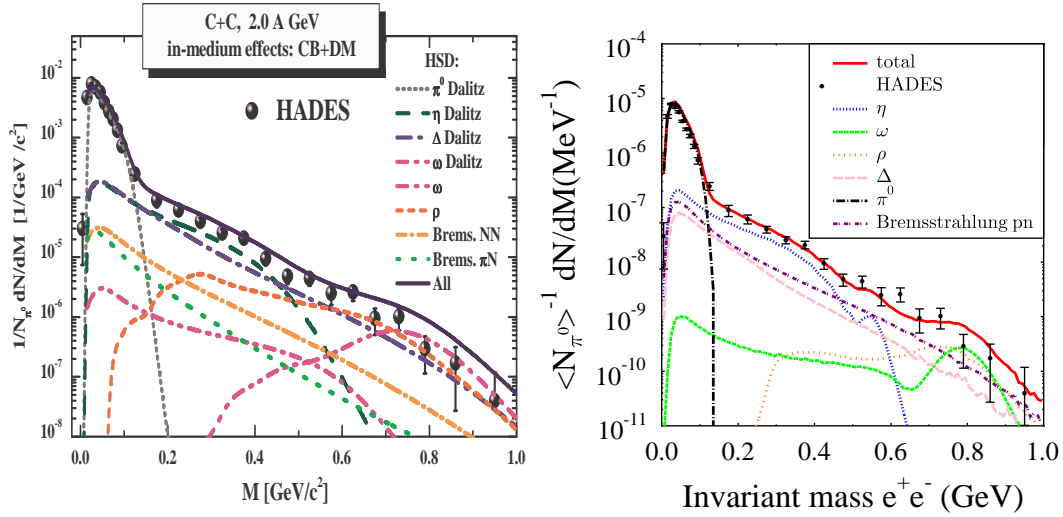 C+C, 2.0 A GeV
in-medium effects: CB+DM
HSD:
π⁰ Dalitz
η Dalitz
Δ Dalitz
ω Dalitz
ω
ρ
Brems. NN
Brems. πN
All
HADES
1/N_π⁰ dN/dM [1/GeV /c²]
10⁻¹
10⁻²
10⁻³
10⁻⁴
10⁻⁵
10⁻⁶
10⁻⁷
10⁻⁸
0.0 0.2 0.4 0.6 0.8 1.0
M [GeV/c²]
total
HADES
η
ω
ρ
Δ
π⁰
Bremsstrahlung pn
<N_π⁰>⁻¹ dN/dM(MeV⁻¹)
10⁻⁴
10⁻⁵
10⁻⁶
10⁻⁷
10⁻⁸
10⁻⁹
10⁻¹⁰
10⁻¹¹
0.0 0.2 0.4 0.6 0.8 1.0
Invariant mass e⁺e⁻ (GeV)